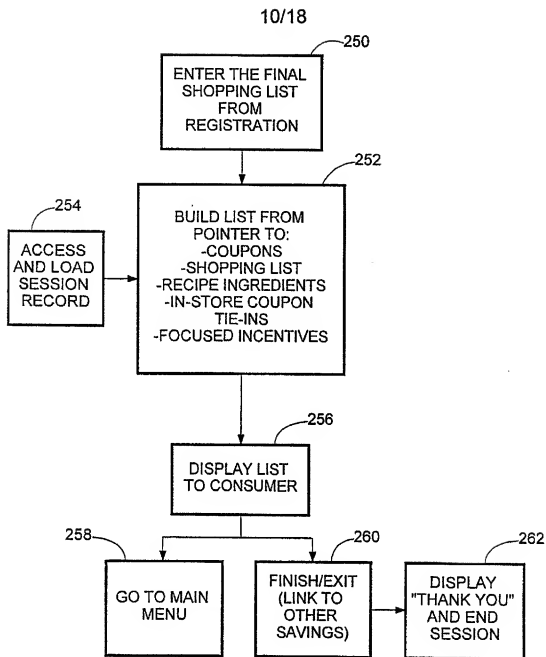 10/18
250
ENTER THE FINAL
SHOPPING LIST
FROM
REGISTRATION
252
BUILD LIST FROM
POINTER TO:
-COUPONS
-SHOPPING LIST
-RECIPE INGREDIENTS
-IN-STORE COUPON
TIE-INS
-FOCUSED INCENTIVES
254
ACCESS
AND LOAD
SESSION
RECORD
256
DISPLAY LIST
TO CONSUMER
258
GO TO MAIN
MENU
260
FINISH/EXIT
(LINK TO
OTHER
SAVINGS)
262
DISPLAY
"THANK YOU"
AND END
SESSION